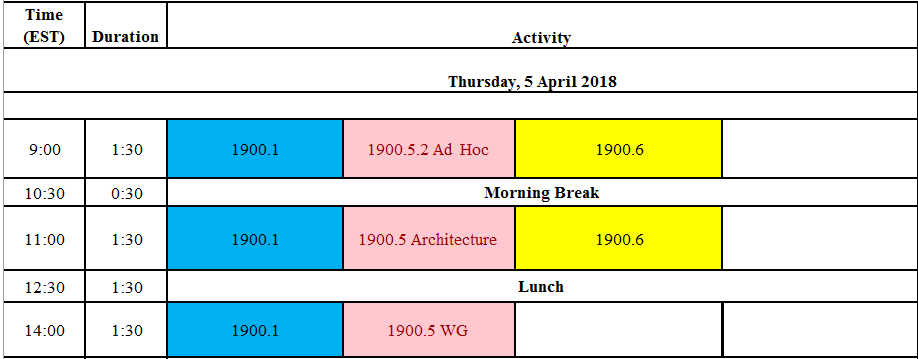 Time
(EST) Duration Activity
Thursday, 5 April 2018
9:00 1:30 1900.1 1900.5.2 Ad Hoc 1900.6
10:30 0:30 Morning Break
11:00 1:30 1900.1 1900.5 Architecture 1900.6
12:30 1:30 Lunch
14:00 1:30 1900.1 1900.5 WG